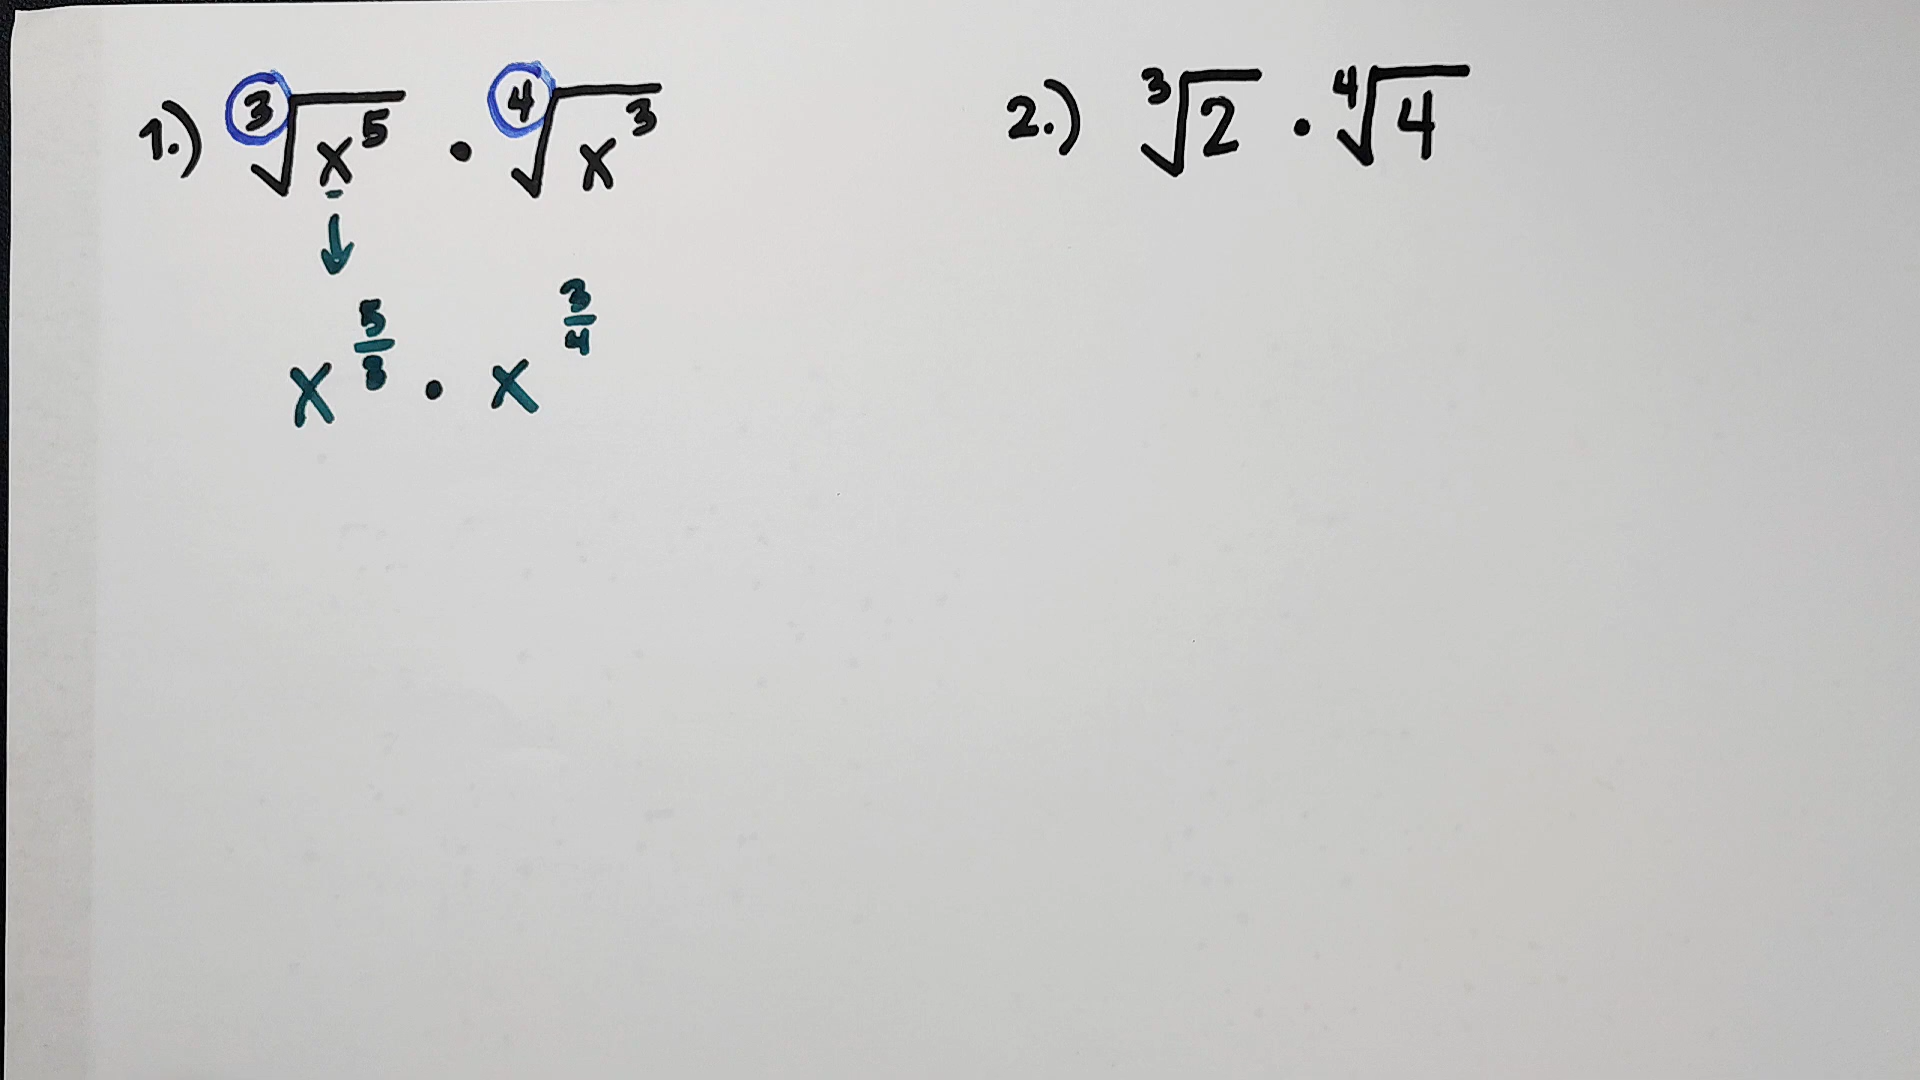 1.) ∛x⁵ · ∜x³
x^(5/3) · x^(3/4)
2.) ∛2 · ∜4